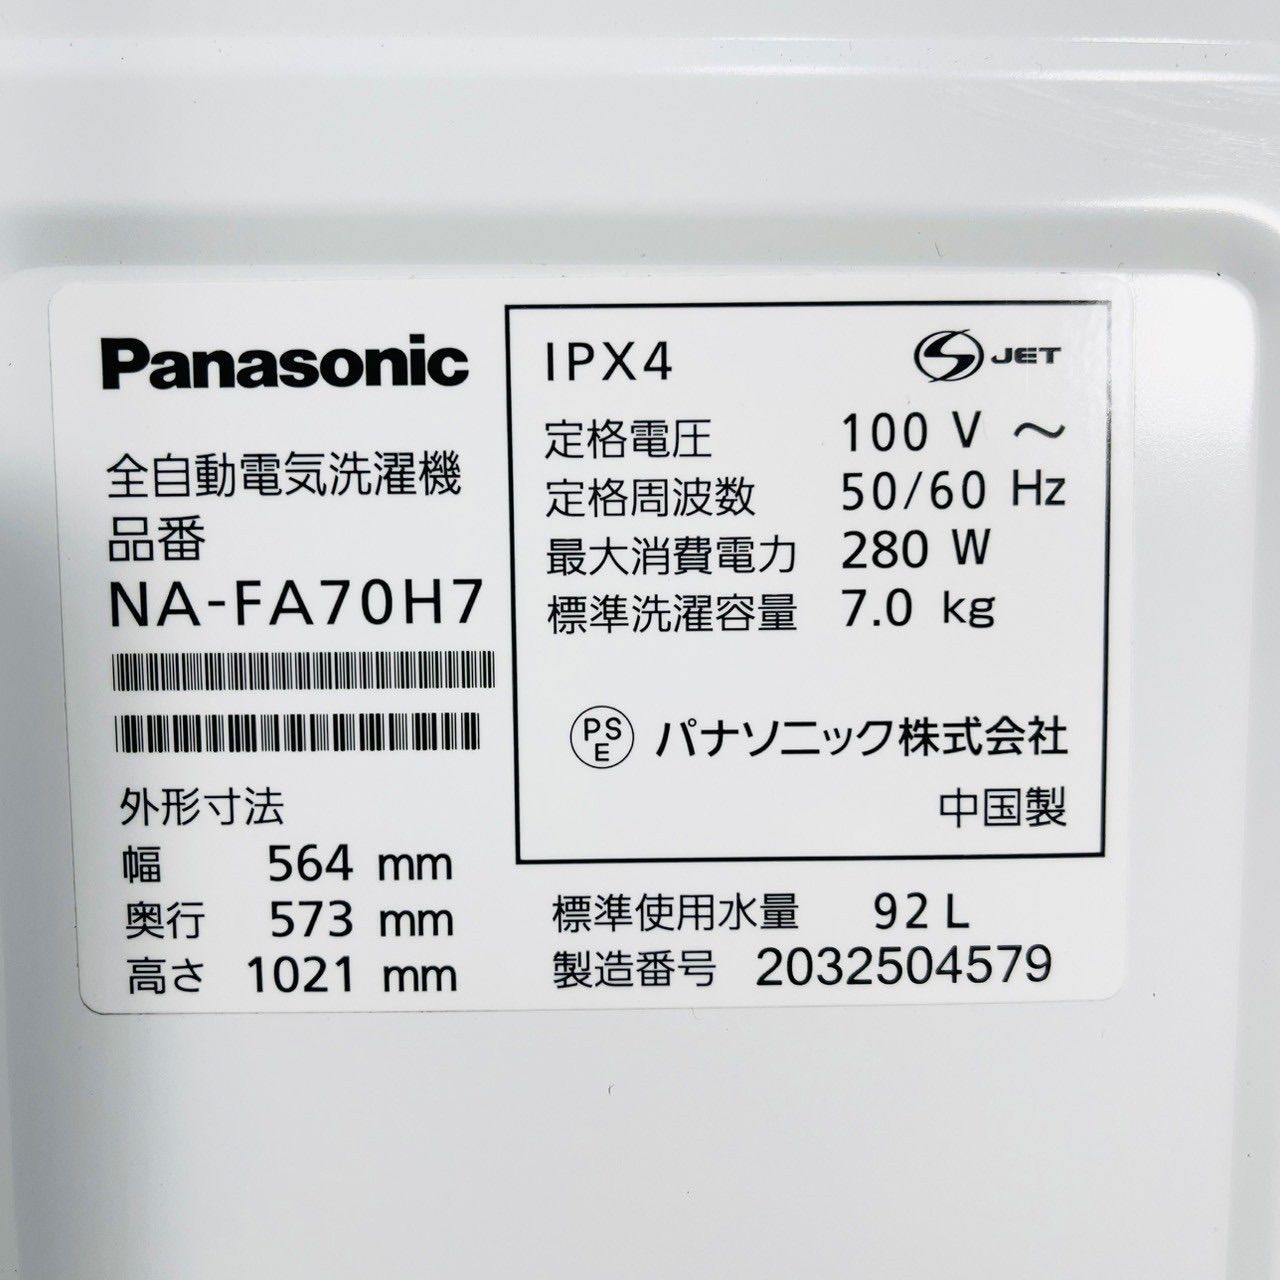 Panasonic
全自動電気洗濯機
品番
NA-FA70H7
外形寸法
幅 564 mm
奥行 573 mm
高さ 1021 mm
IPX4
S JET
定格電圧 100 V ～
定格周波数 50/60 Hz
最大消費電力 280 W
標準洗濯容量 7.0 kg
PSE パナソニック株式会社
中国製
標準使用水量 92 L
製造番号 2032504579